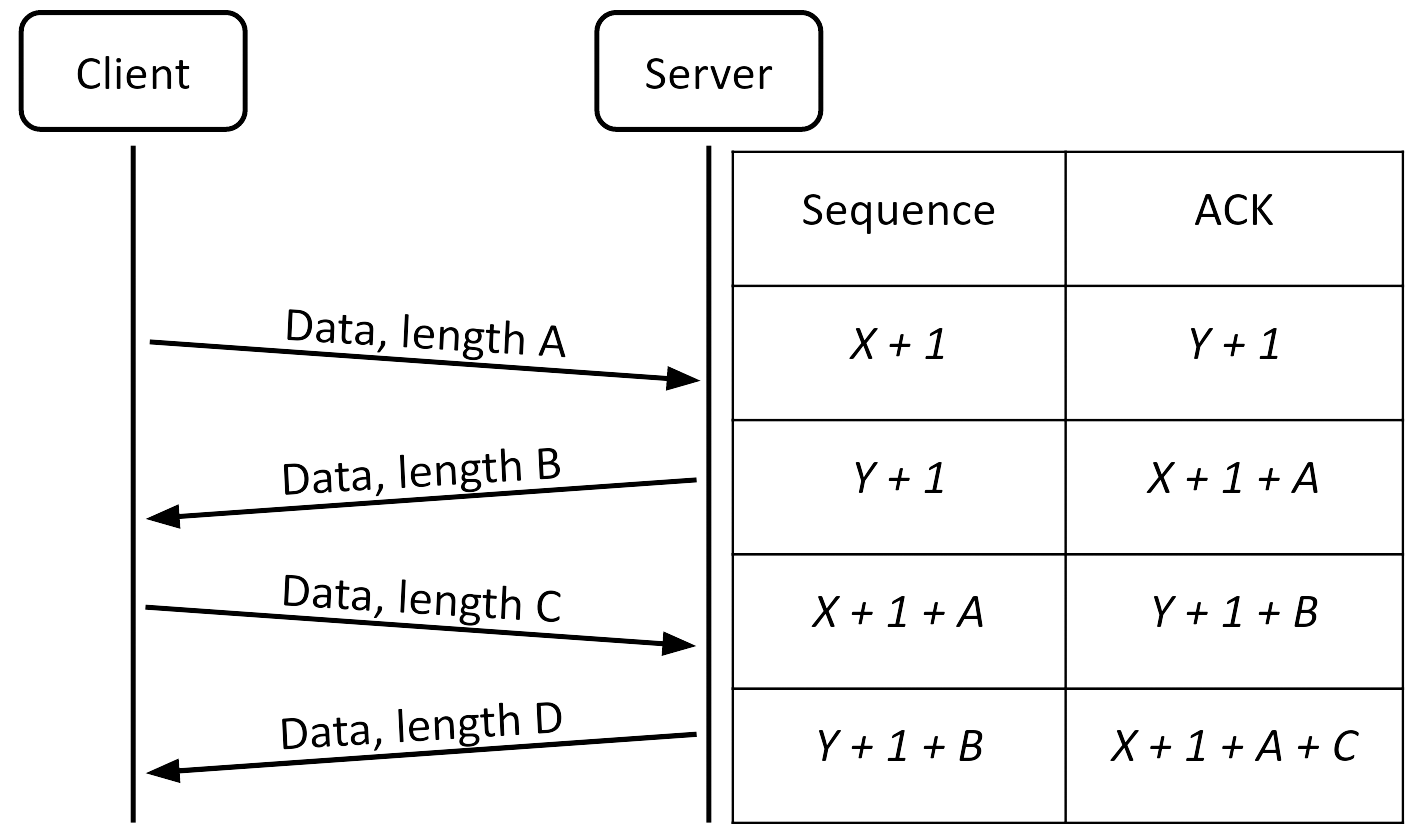 Client
Server
Sequence ACK
Data, length A
X + 1 Y + 1
Data, length B
Y + 1 X + 1 + A
Data, length C
X + 1 + A Y + 1 + B
Data, length D
Y + 1 + B X + 1 + A + C